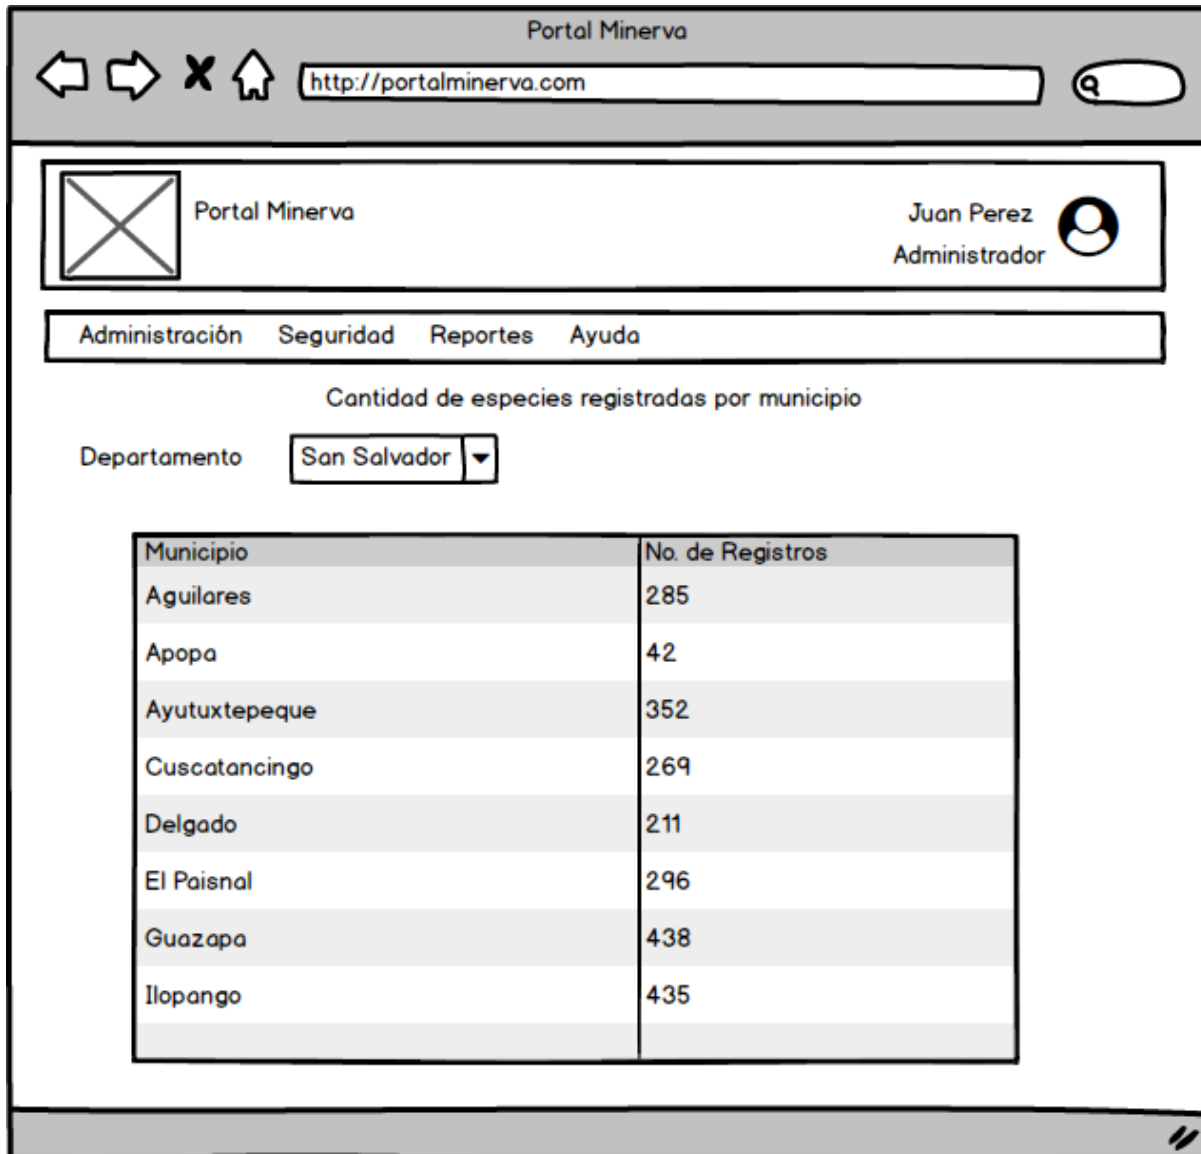 Portal Minerva
http://portalminerva.com
Portal Minerva
Juan Perez
Administrador
Administración Seguridad Reportes Ayuda
Cantidad de especies registradas por municipio
Departamento San Salvador
Municipio No. de Registros
Aguilares 285
Apopa 42
Ayutuxtepeque 352
Cuscatancingo 269
Delgado 211
El Paisnal 296
Guazapa 438
Ilopango 435